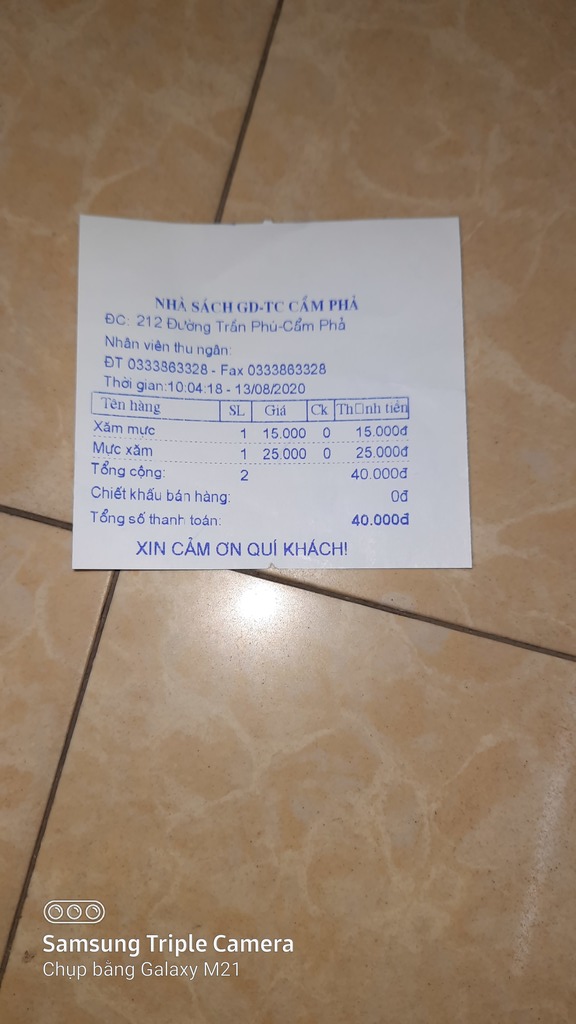 NHÀ SÁCH GD-TC CẨM PHẢ
ĐC: 212 Đường Trần Phú-Cẩm Phả
Nhân viên thu ngân:
ĐT 0333863328 - Fax 0333863328
Thời gian:10:04:18 - 13/08/2020
Tên hàng SL Giá Ck Th□nh tiền
Xăm mực 1 15.000 0 15.000đ
Mực xăm 1 25.000 0 25.000đ
Tổng cộng: 2 40.000đ
Chiết khấu bán hàng: 0đ
Tổng số thanh toán: 40.000đ
XIN CẢM ƠN QUÍ KHÁCH!
Samsung Triple Camera
Chụp bằng Galaxy M21